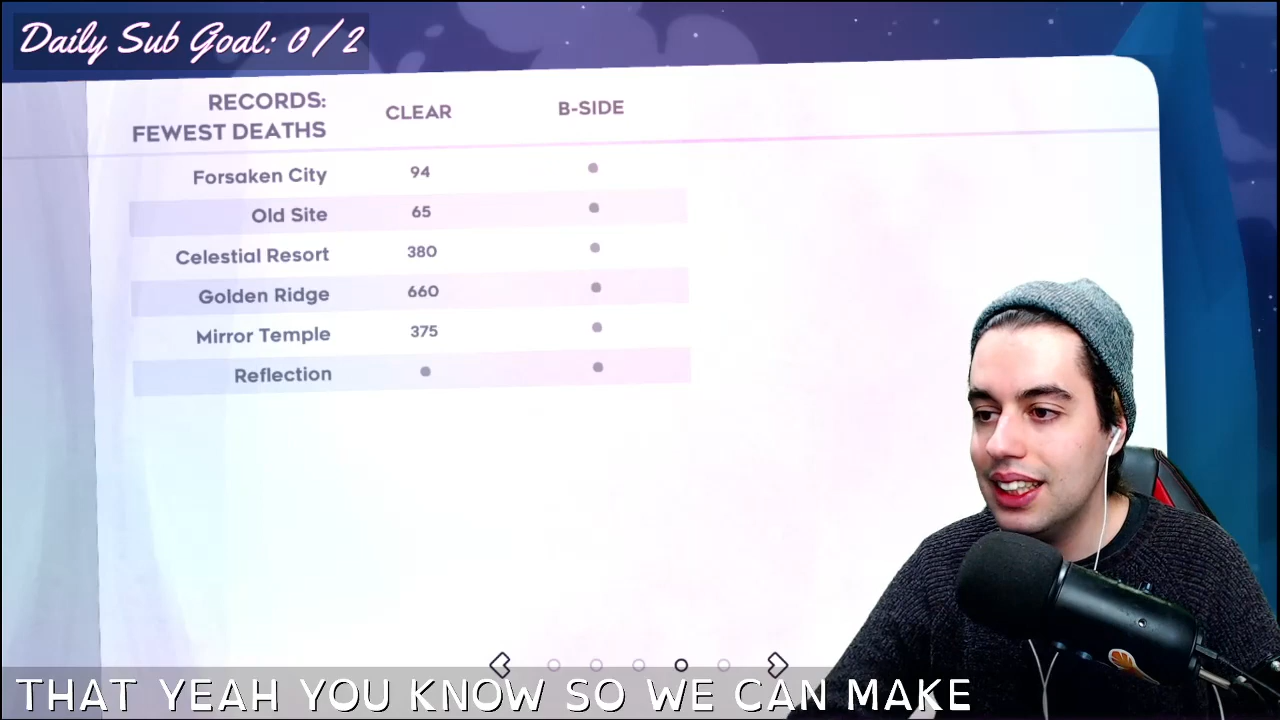 Daily Sub Goal: 0/2
RECORDS: CLEAR B-SIDE
FEWEST DEATHS
Forsaken City 94
Old Site 65
Celestial Resort 380
Golden Ridge 660
Mirror Temple 375
Reflection
THAT YEAH YOU KNOW SO WE CAN MAKE